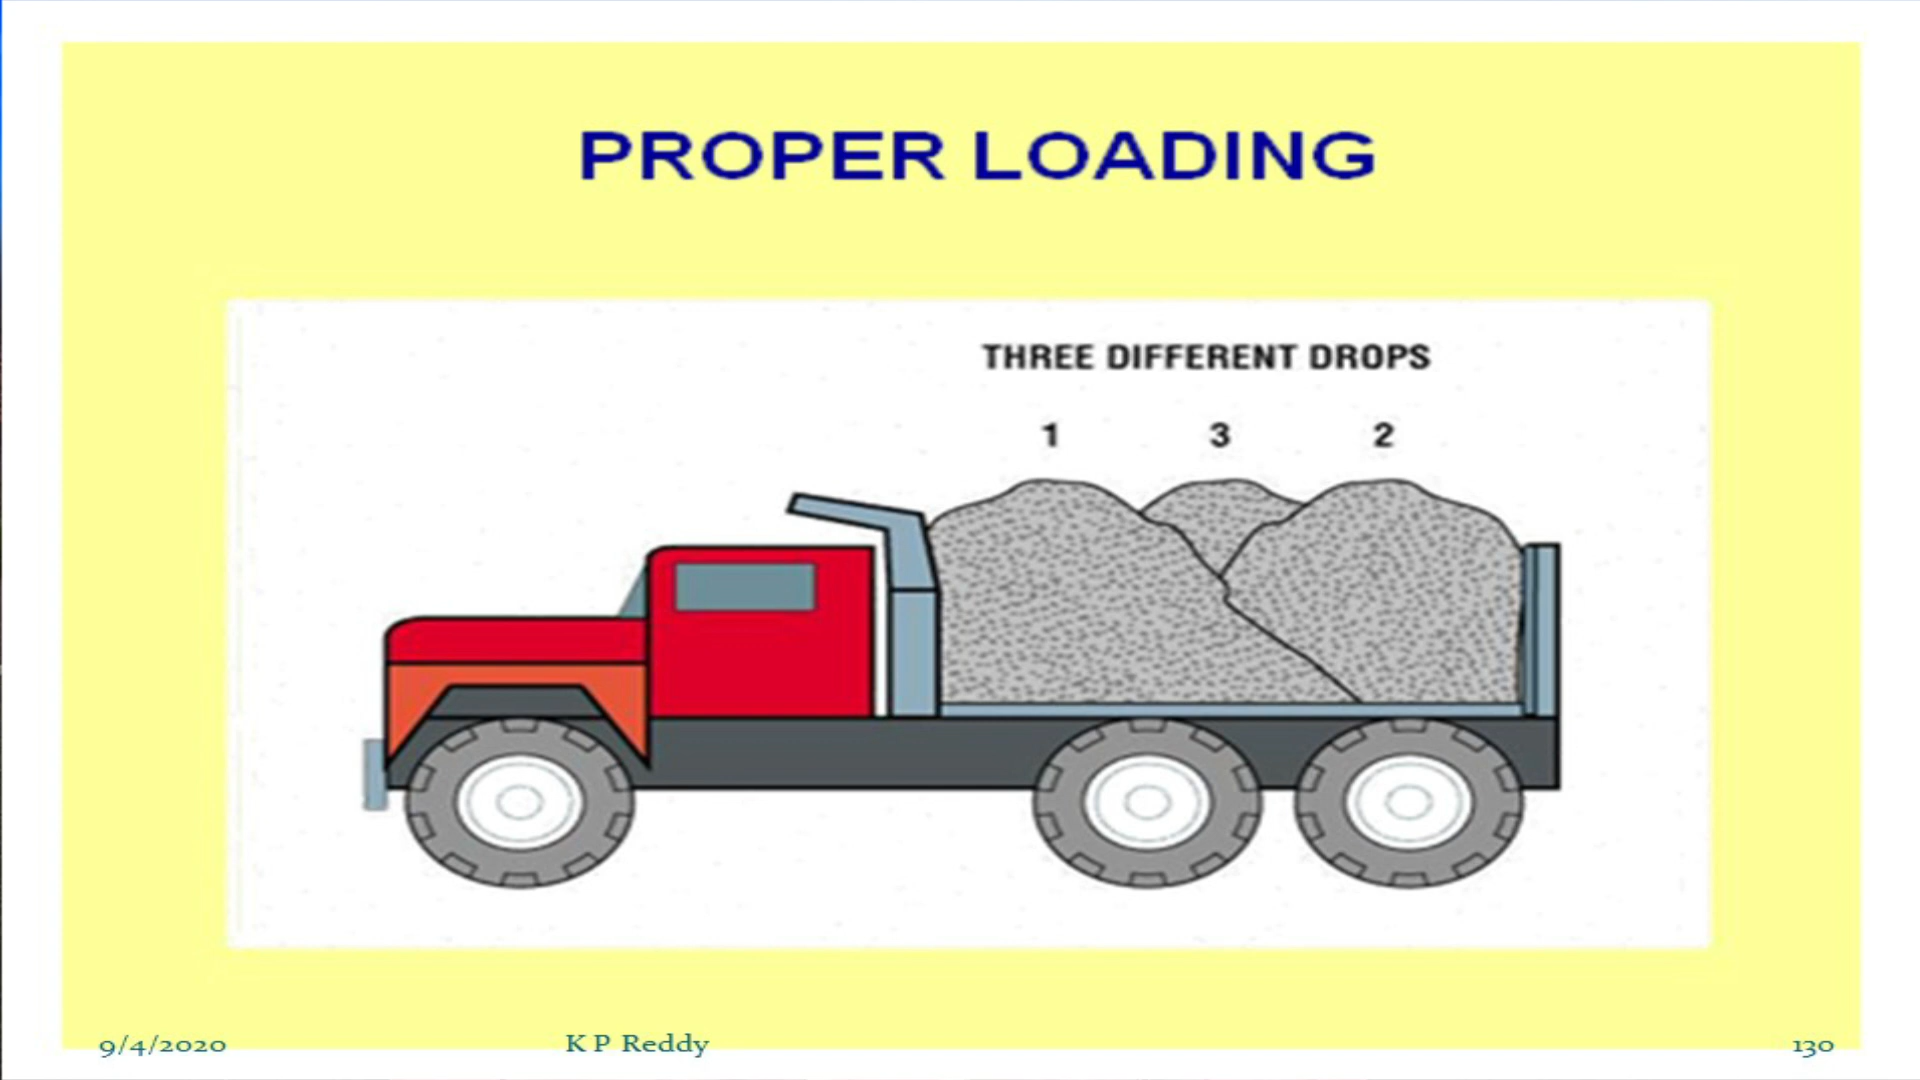 PROPER LOADING
THREE DIFFERENT DROPS
1 3 2
9/4/2020 K P Reddy 130